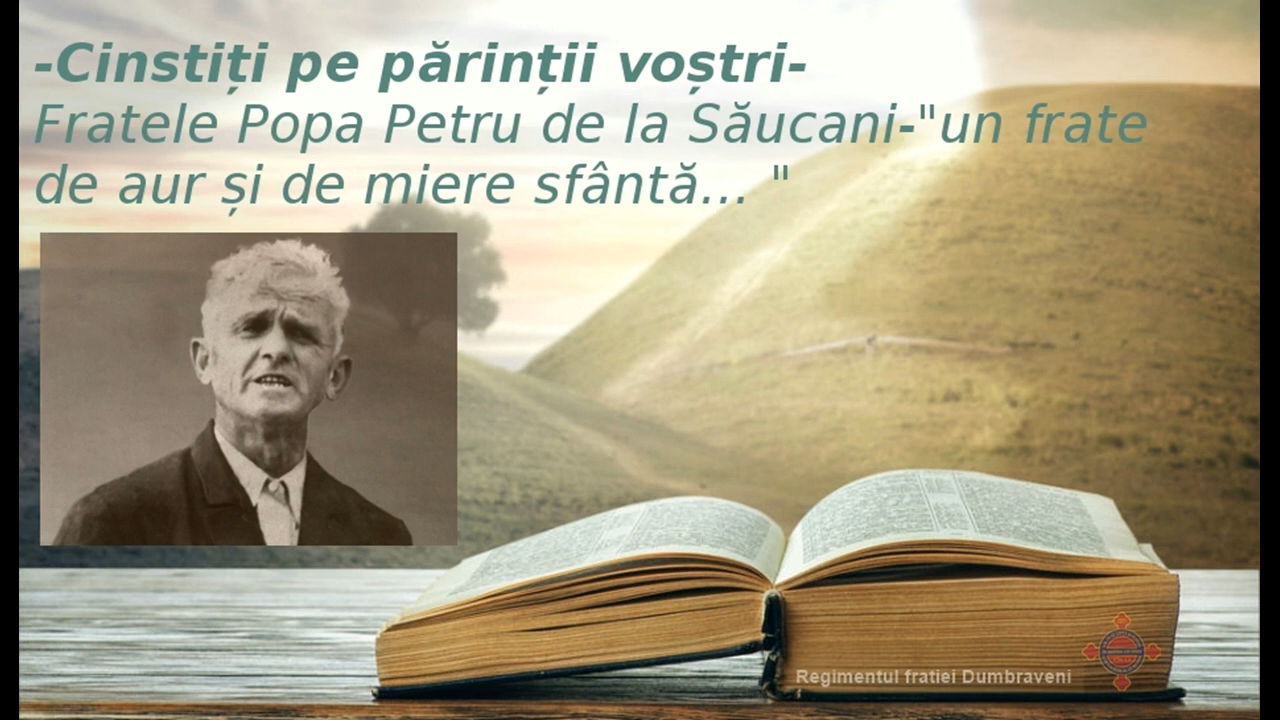 -Cinstiți pe părinții voștri-
Fratele Popa Petru de la Săucani-"un frate
de aur și de miere sfântă... "
Regimentul fratiei Dumbraveni